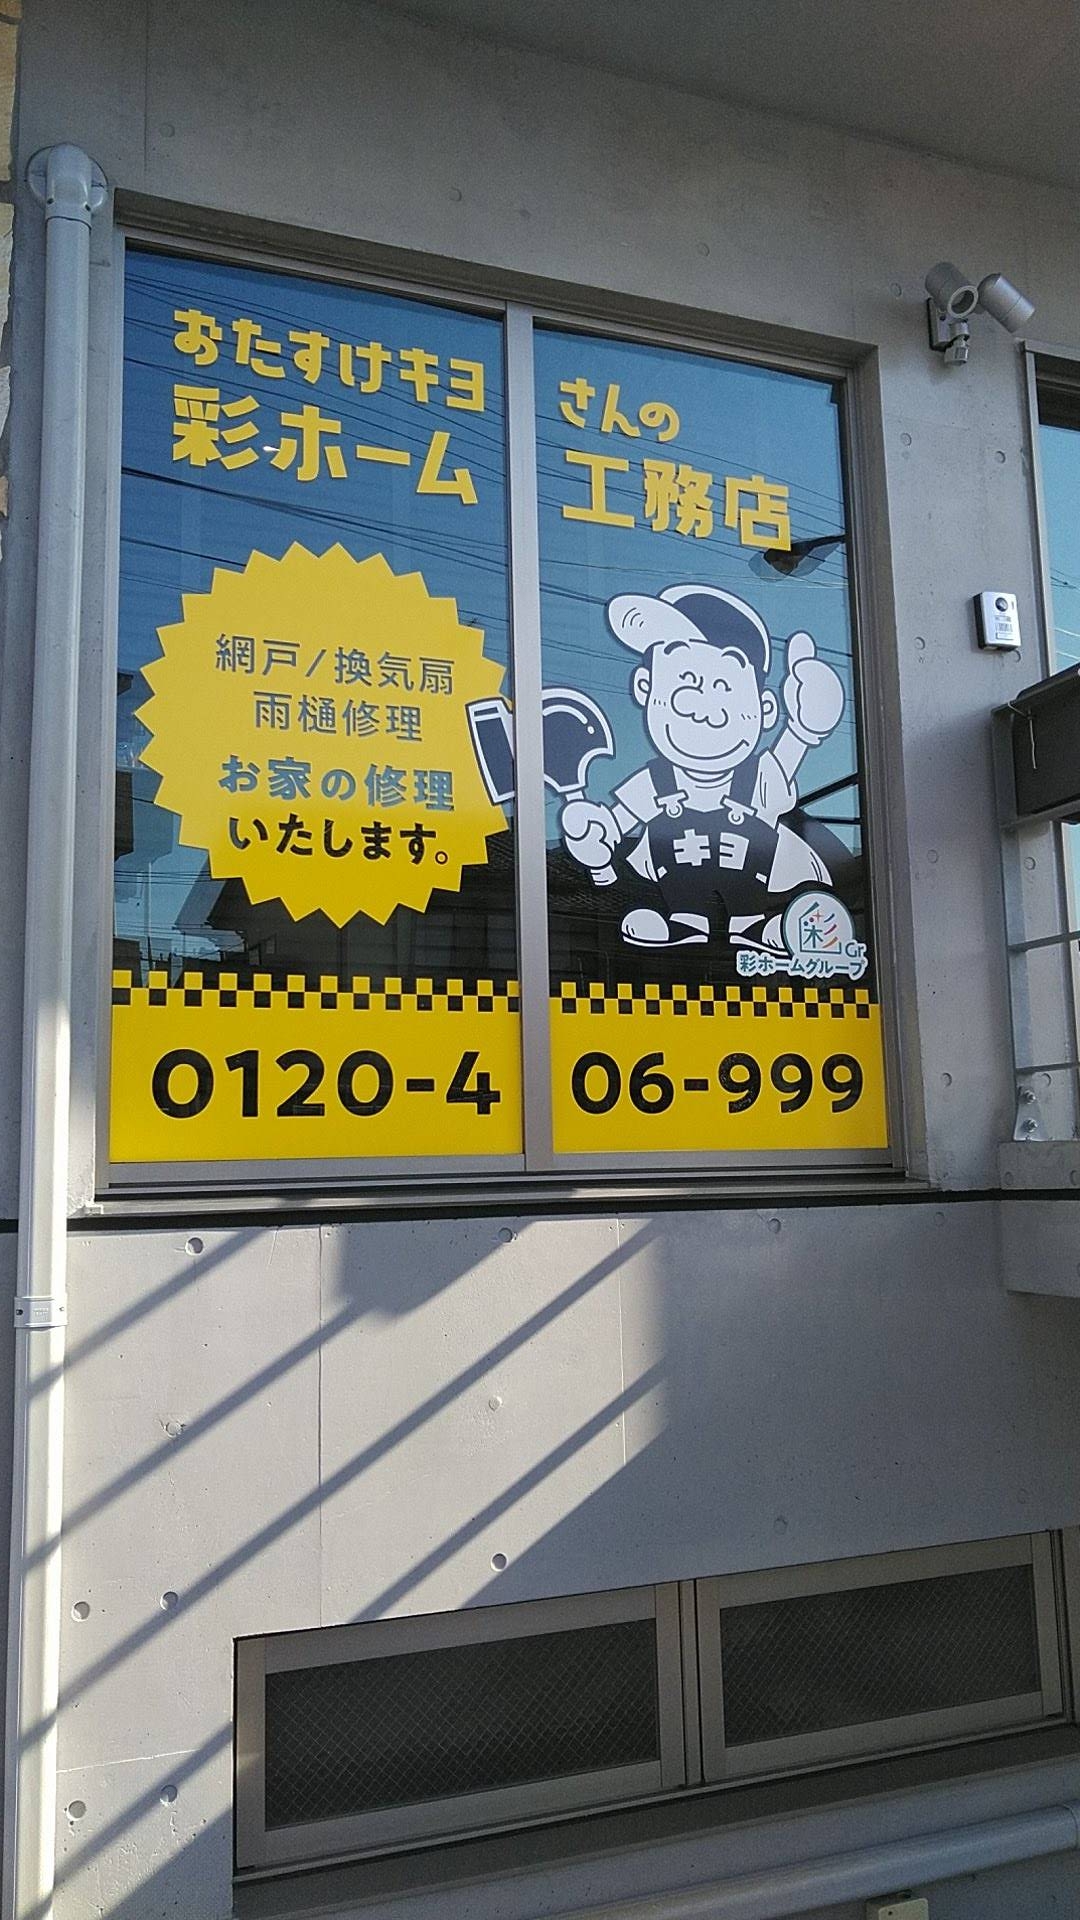 おたすけキヨさんの
彩ホーム工務店
網戸/換気扇
雨樋修理
お家の修理
いたします。
キヨ
彩
Gr
彩ホームグループ
0120-406-999